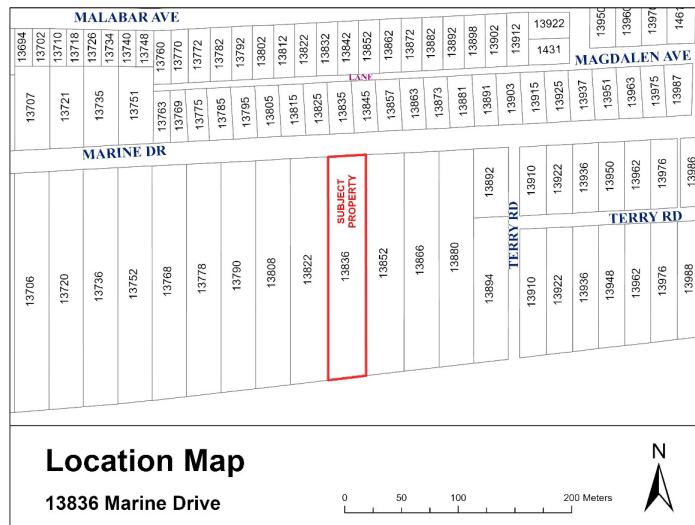 MALABAR AVE
13694 13702 13710 13718 13726 13734 13740 13748 13760 13770 13772 13782 13792 13802 13812 13822 13832 13842 13852 13862 13872 13882 13892 13898 13902 13912 13922 13950 13960 1461
1431
MAGDALEN AVE
LANE
13707 13721 13735 13751 13763 13769 13775 13785 13795 13805 13815 13825 13835 13845 13857 13863 13873 13881 13891 13903 13915 13925 13937 13951 13963 13975 13987
MARINE DR
13892 13910 13922 13936 13950 13962 13976 13986
SUBJECT
PROPERTY
TERRY RD
TERRY RD
13706 13720 13736 13752 13768 13778 13790 13808 13822 13836 13852 13866 13880 13894 13910 13922 13936 13948 13962 13976 13988
Location Map
13836 Marine Drive
N
0 50 100 200 Meters